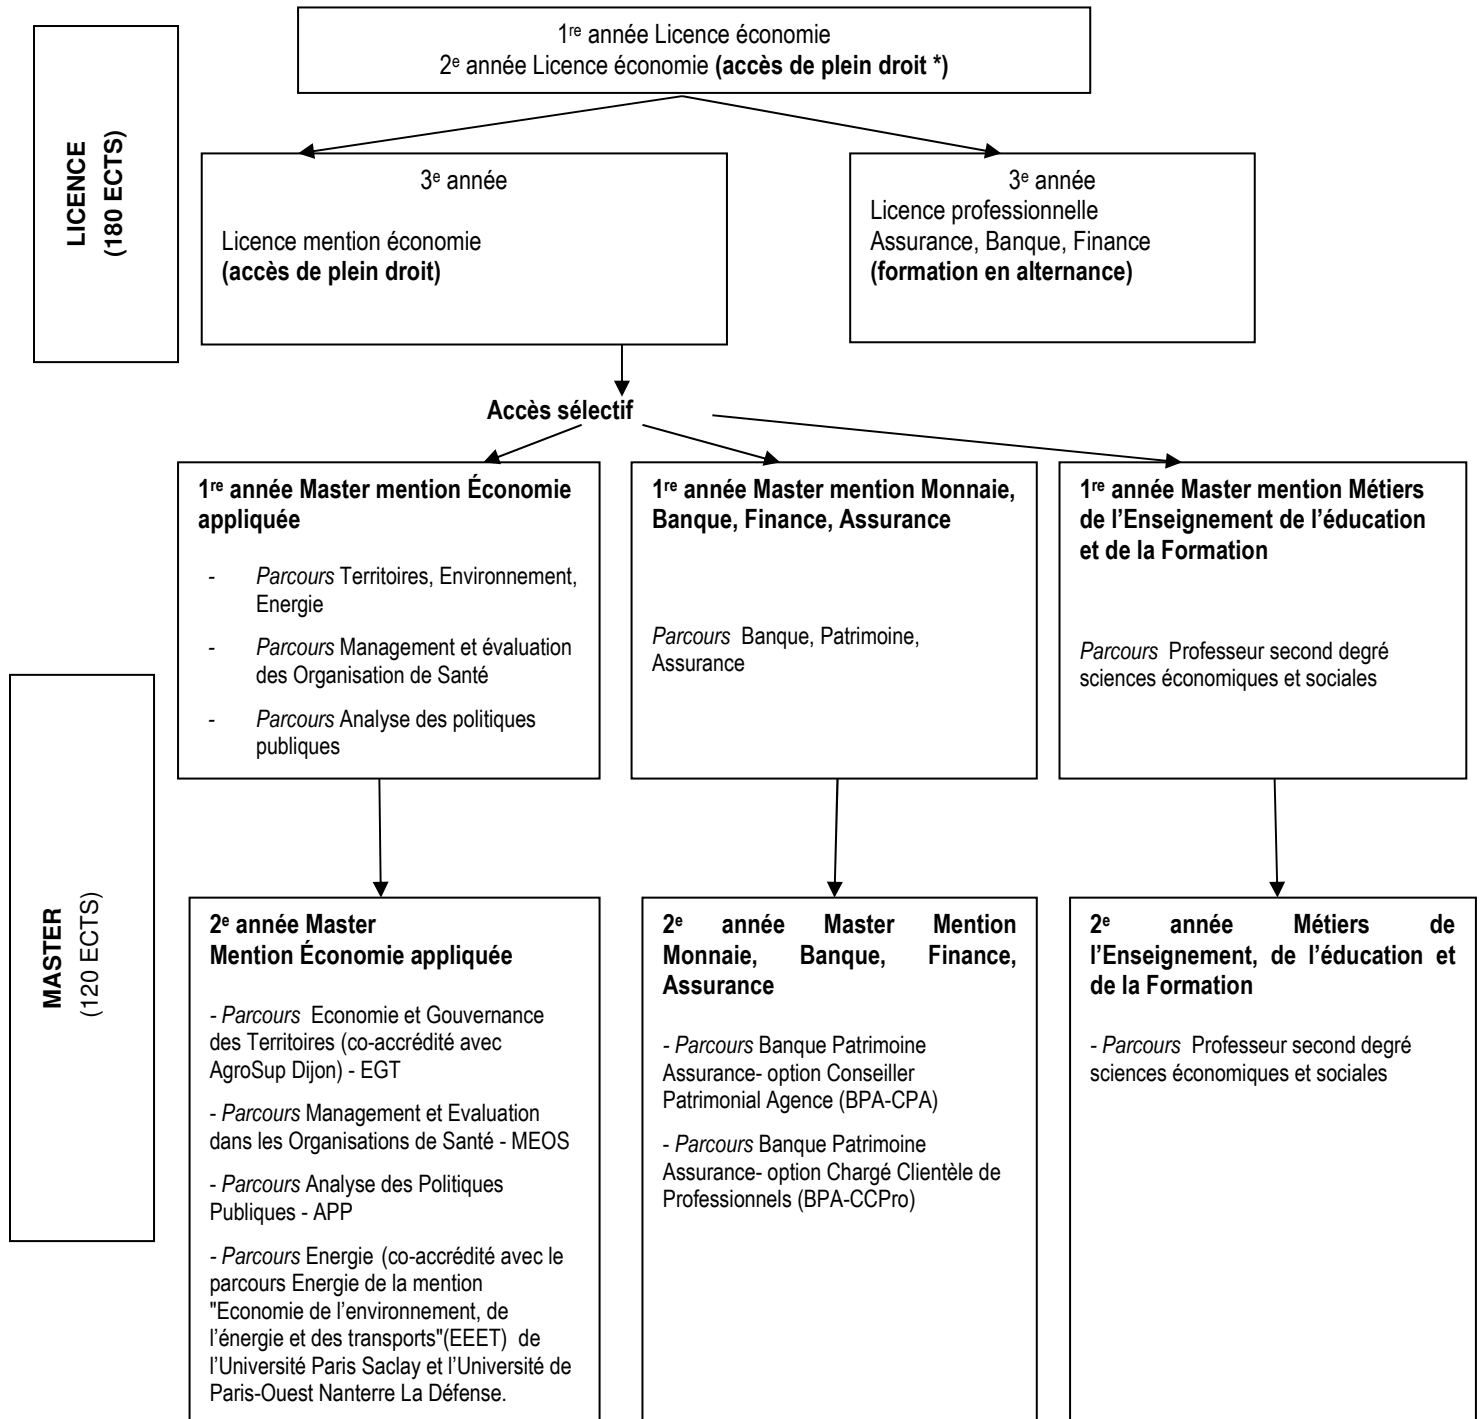 1re année Licence économie
2e année Licence économie (accès de plein droit *)
LICENCE
(180 ECTS)
3e année
Licence mention économie
(accès de plein droit)
3e année
Licence professionnelle
Assurance, Banque, Finance
(formation en alternance)
Accès sélectif
1re année Master mention Économie
appliquée
- Parcours Territoires, Environnement,
Energie
- Parcours Management et évaluation
des Organisation de Santé
- Parcours Analyse des politiques
publiques
1re année Master mention Monnaie,
Banque, Finance, Assurance
Parcours Banque, Patrimoine,
Assurance
1re année Master mention Métiers
de l’Enseignement de l’éducation
et de la Formation
Parcours Professeur second degré
sciences économiques et sociales
MASTER
(120 ECTS)
2e année Master
Mention Économie appliquée
- Parcours Economie et Gouvernance
des Territoires (co-accrédité avec
AgroSup Dijon) - EGT
- Parcours Management et Evaluation
dans les Organisations de Santé - MEOS
- Parcours Analyse des Politiques
Publiques - APP
- Parcours Energie (co-accrédité avec le
parcours Energie de la mention
"Economie de l’environnement, de
l’énergie et des transports"(EEET) de
l’Université Paris Saclay et l’Université de
Paris-Ouest Nanterre La Défense.
2e année Master Mention
Monnaie, Banque, Finance,
Assurance
- Parcours Banque Patrimoine
Assurance- option Conseiller
Patrimonial Agence (BPA-CPA)
- Parcours Banque Patrimoine
Assurance- option Chargé Clientèle de
Professionnels (BPA-CCPro)
2e année Métiers de
l’Enseignement, de l’éducation et
de la Formation
- Parcours Professeur second degré
sciences économiques et sociales